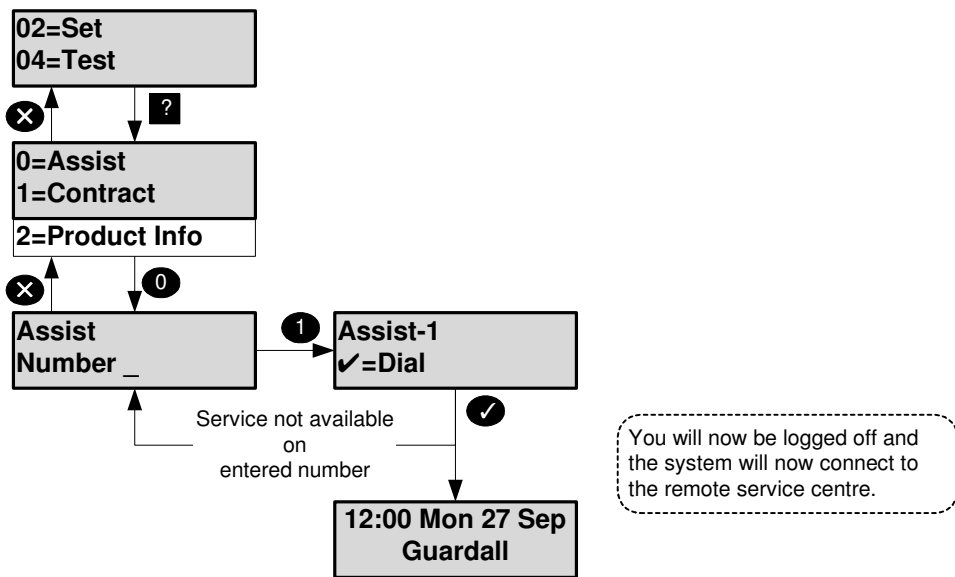 02=Set
04=Test
?
0=Assist
1=Contract
2=Product Info
0
Assist
Number _
1
Assist-1
✔=Dial
Service not available
on
entered number
You will now be logged off and
the system will now connect to
the remote service centre.
12:00 Mon 27 Sep
Guardall